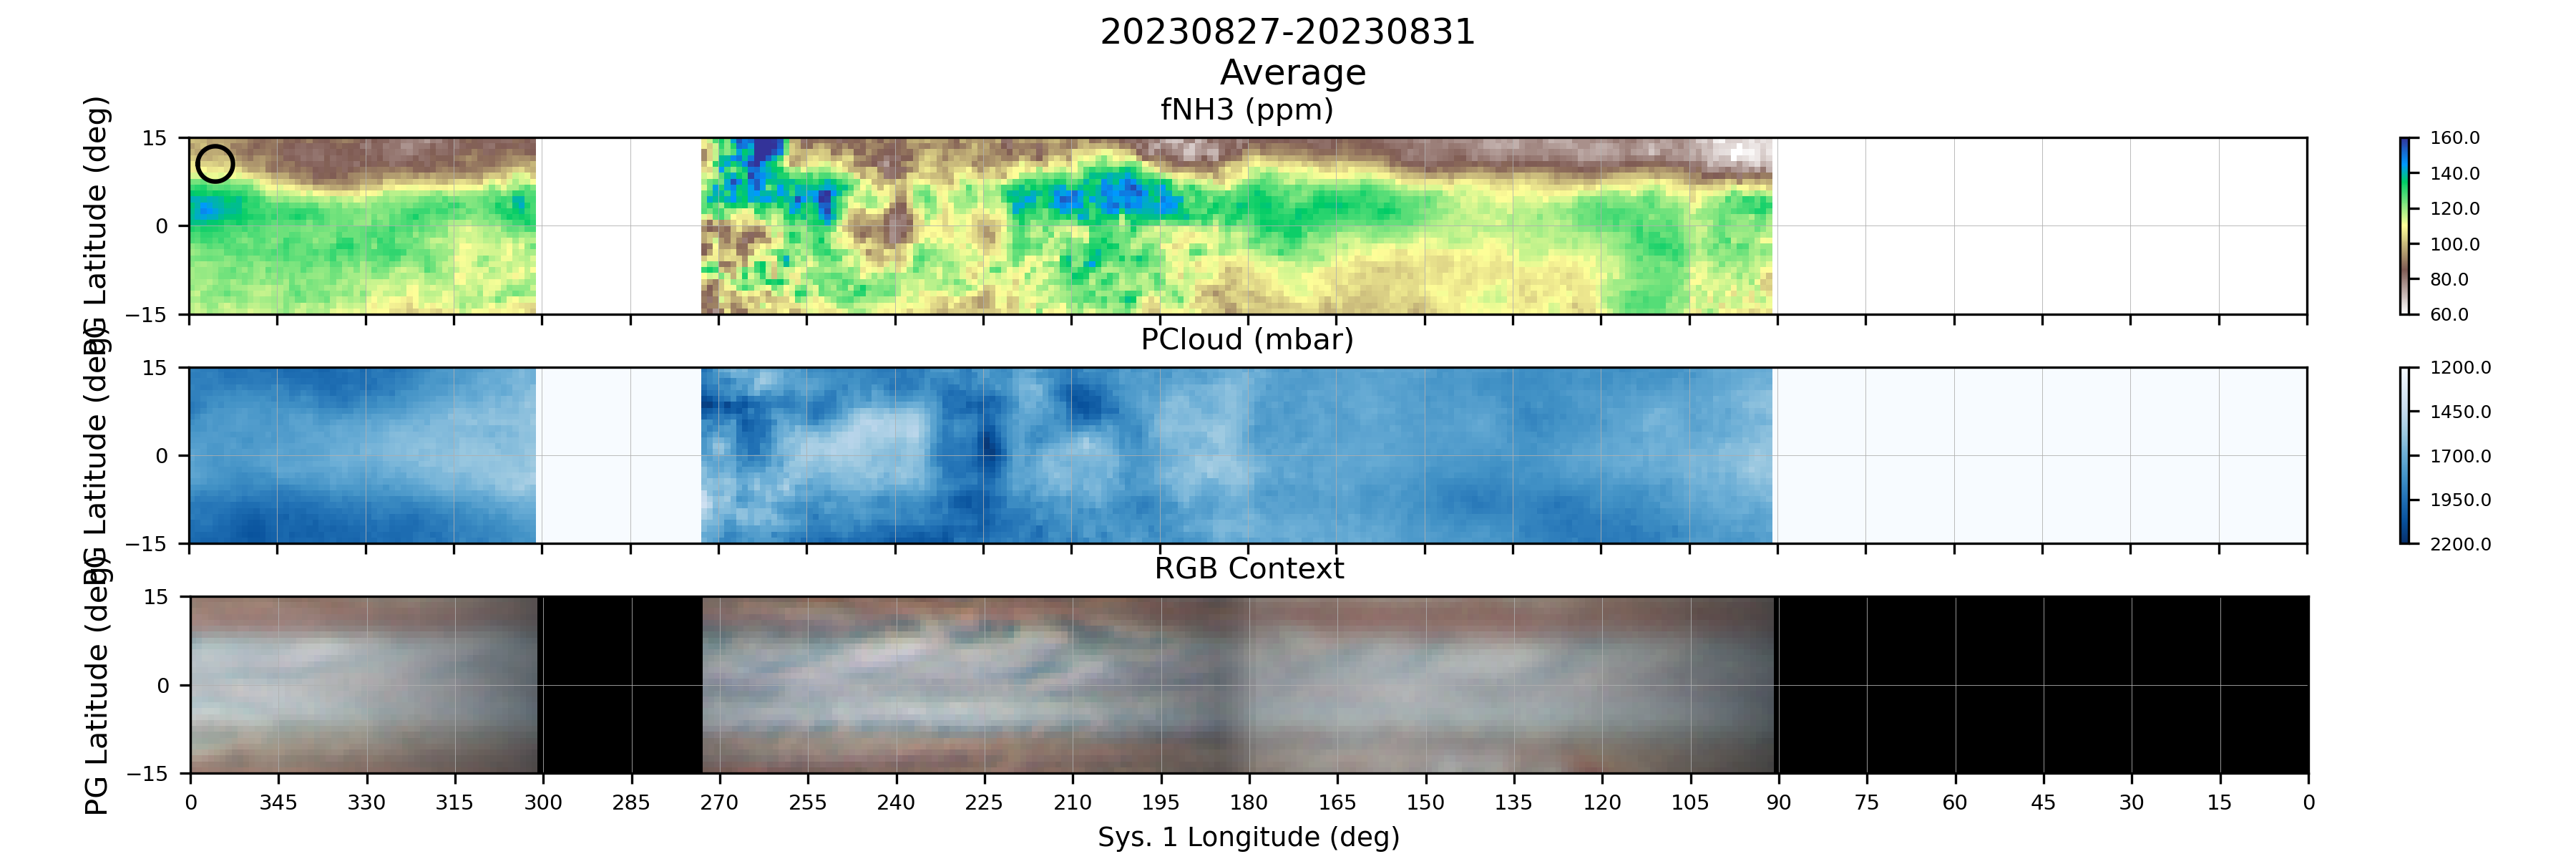 20230827-20230831
Average
fNH3 (ppm)
PG Latitude (deg)
15
0
−15
160.0
140.0
120.0
100.0
80.0
60.0
PCloud (mbar)
PG Latitude (deg)
15
0
−15
1200.0
1450.0
1700.0
1950.0
2200.0
RGB Context
PG Latitude (deg)
15
0
−15
0 345 330 315 300 285 270 255 240 225 210 195 180 165 150 135 120 105 90 75 60 45 30 15 0
Sys. 1 Longitude (deg)